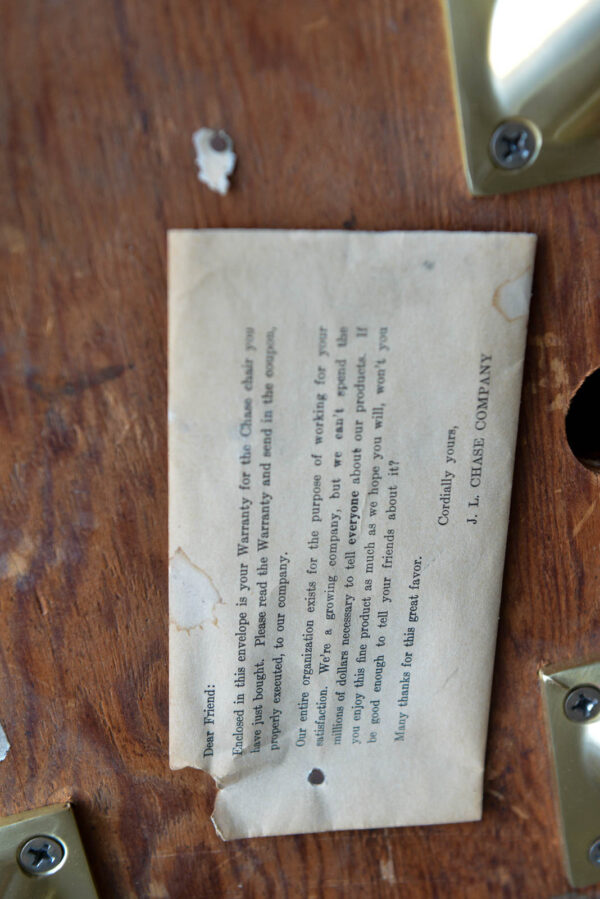 Dear Friend:
Enclosed in this envelope is your Warranty for the Chase chair you
have just bought. Please read the Warranty and send in the coupon,
properly executed, to our company.
Our entire organization exists for the purpose of working for your
satisfaction. We're a growing company, but we can't spend the
millions of dollars necessary to tell everyone about our products. If
you enjoy this fine product as much as we hope you will, won't you
be good enough to tell your friends about it?
Many thanks for this great favor.
Cordially yours,
J. L. CHASE COMPANY